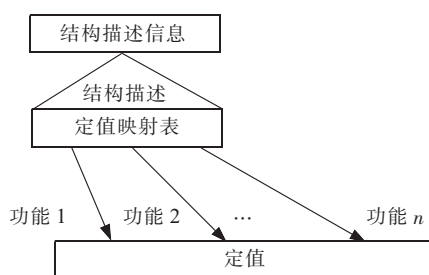 结构描述信息
结构描述
定值映射表
功能 1 功能 2 … 功能 n
定值